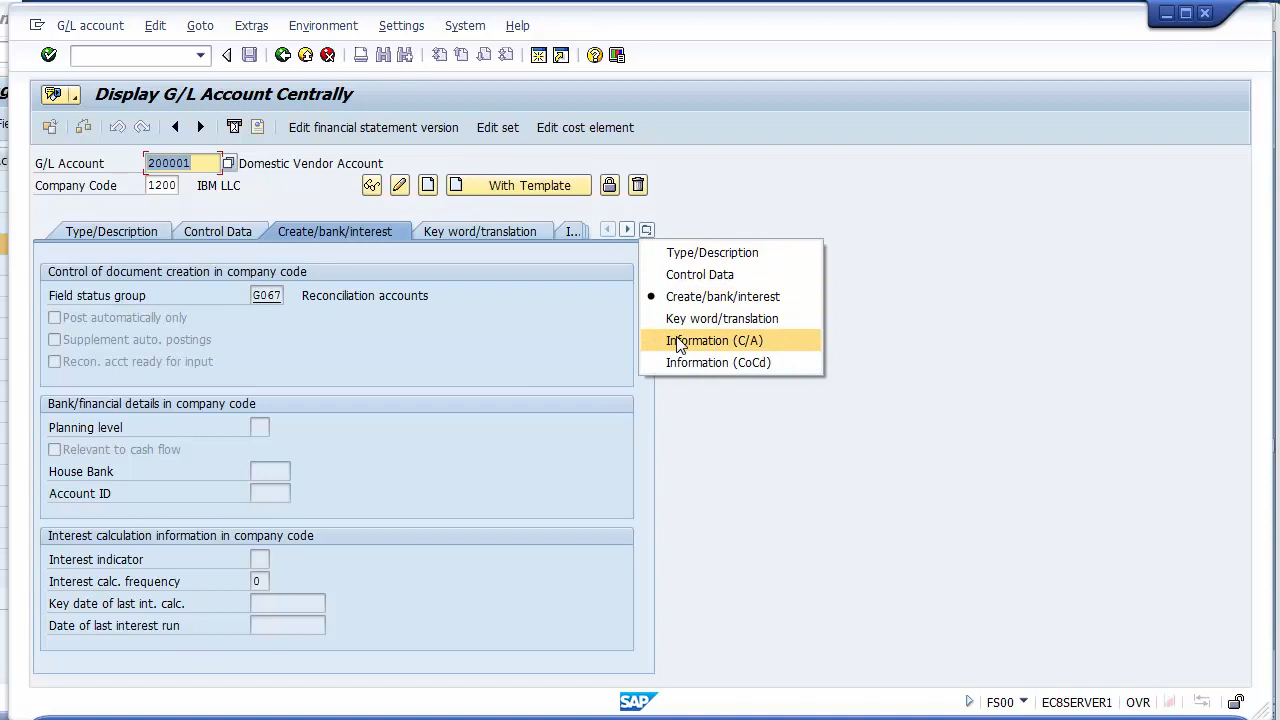 G/L account Edit Goto Extras Environment Settings System Help
Display G/L Account Centrally
Edit financial statement version Edit set Edit cost element
G/L Account 200001 Domestic Vendor Account
Company Code 1200 IBM LLC With Template
Type/Description Control Data Create/bank/interest Key word/translation I...
Type/Description
Control Data
Create/bank/interest
Key word/translation
Information (C/A)
Information (CoCd)
Control of document creation in company code
Field status group G067 Reconciliation accounts
Post automatically only
Supplement auto. postings
Recon. acct ready for input
Bank/financial details in company code
Planning level
Relevant to cash flow
House Bank
Account ID
Interest calculation information in company code
Interest indicator
Interest calc. frequency 0
Key date of last int. calc.
Date of last interest run
SAP
FS00 EC8SERVER1 OVR